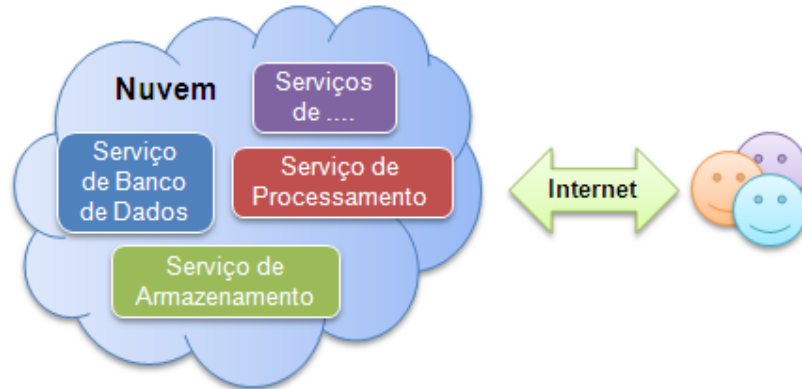 Nuvem
Serviços
de ....
Serviço
de Banco
de Dados
Serviço de
Processamento
Serviço de
Armazenamento
Internet